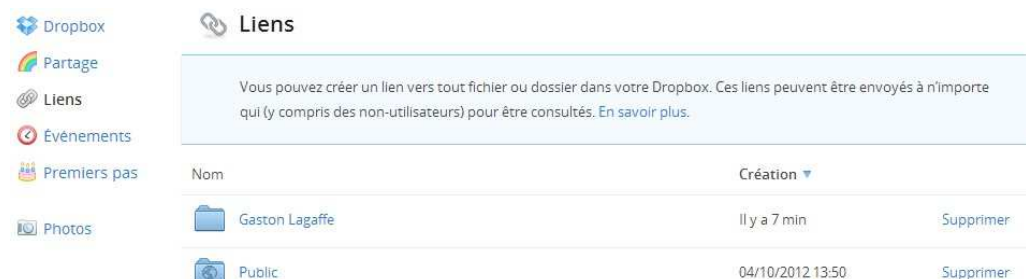 Dropbox
Partage
Liens
Événements
Premiers pas
Photos
Liens
Vous pouvez créer un lien vers tout fichier ou dossier dans votre Dropbox. Ces liens peuvent être envoyés à n'importe
qui (y compris des non-utilisateurs) pour être consultés. En savoir plus.
Nom Création
Gaston Lagaffe Il y a 7 min Supprimer
Public 04/10/2012 13:50 Supprimer